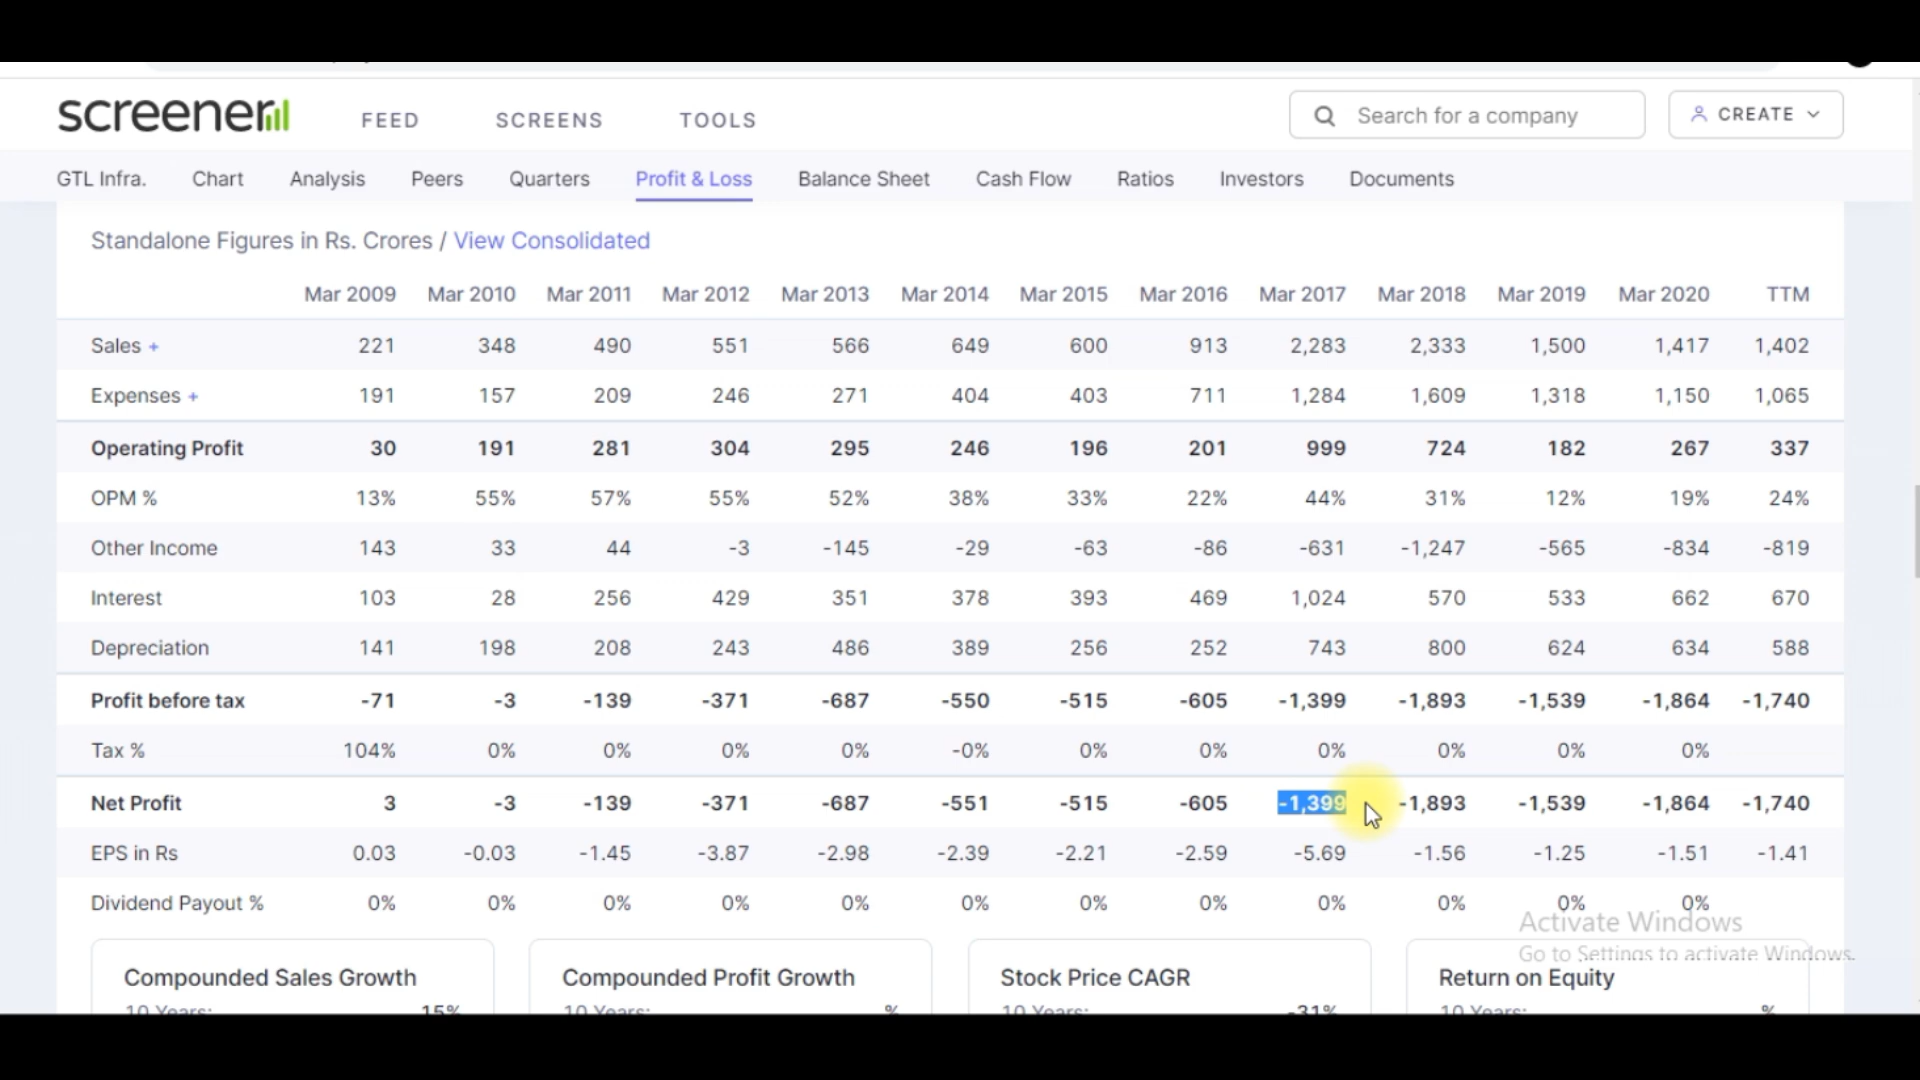 screener FEED SCREENS TOOLS Search for a company CREATE
GTL Infra. Chart Analysis Peers Quarters Profit & Loss Balance Sheet Cash Flow Ratios Investors Documents
Standalone Figures in Rs. Crores / View Consolidated
Mar 2009 Mar 2010 Mar 2011 Mar 2012 Mar 2013 Mar 2014 Mar 2015 Mar 2016 Mar 2017 Mar 2018 Mar 2019 Mar 2020 TTM
Sales + 221 348 490 551 566 649 600 913 2,283 2,333 1,500 1,417 1,402
Expenses + 191 157 209 246 271 404 403 711 1,284 1,609 1,318 1,150 1,065
Operating Profit 30 191 281 304 295 246 196 201 999 724 182 267 337
OPM % 13% 55% 57% 55% 52% 38% 33% 22% 44% 31% 12% 19% 24%
Other Income 143 33 44 -3 -145 -29 -63 -86 -631 -1,247 -565 -834 -819
Interest 103 28 256 429 351 378 393 469 1,024 570 533 662 670
Depreciation 141 198 208 243 486 389 256 252 743 800 624 634 588
Profit before tax -71 -3 -139 -371 -687 -550 -515 -605 -1,399 -1,893 -1,539 -1,864 -1,740
Tax % 104% 0% 0% 0% 0% -0% 0% 0% 0% 0% 0% 0%
Net Profit 3 -3 -139 -371 -687 -551 -515 -605 -1,399 -1,893 -1,539 -1,864 -1,740
EPS in Rs 0.03 -0.03 -1.45 -3.87 -2.98 -2.39 -2.21 -2.59 -5.69 -1.56 -1.25 -1.51 -1.41
Dividend Payout % 0% 0% 0% 0% 0% 0% 0% 0% 0% 0% 0% 0%
Activate Windows
Go to Settings to activate Windows.
Compounded Sales Growth Compounded Profit Growth Stock Price CAGR Return on Equity
10 Years: 15% 10 Years: % 10 Years: -31% 10 Years: %